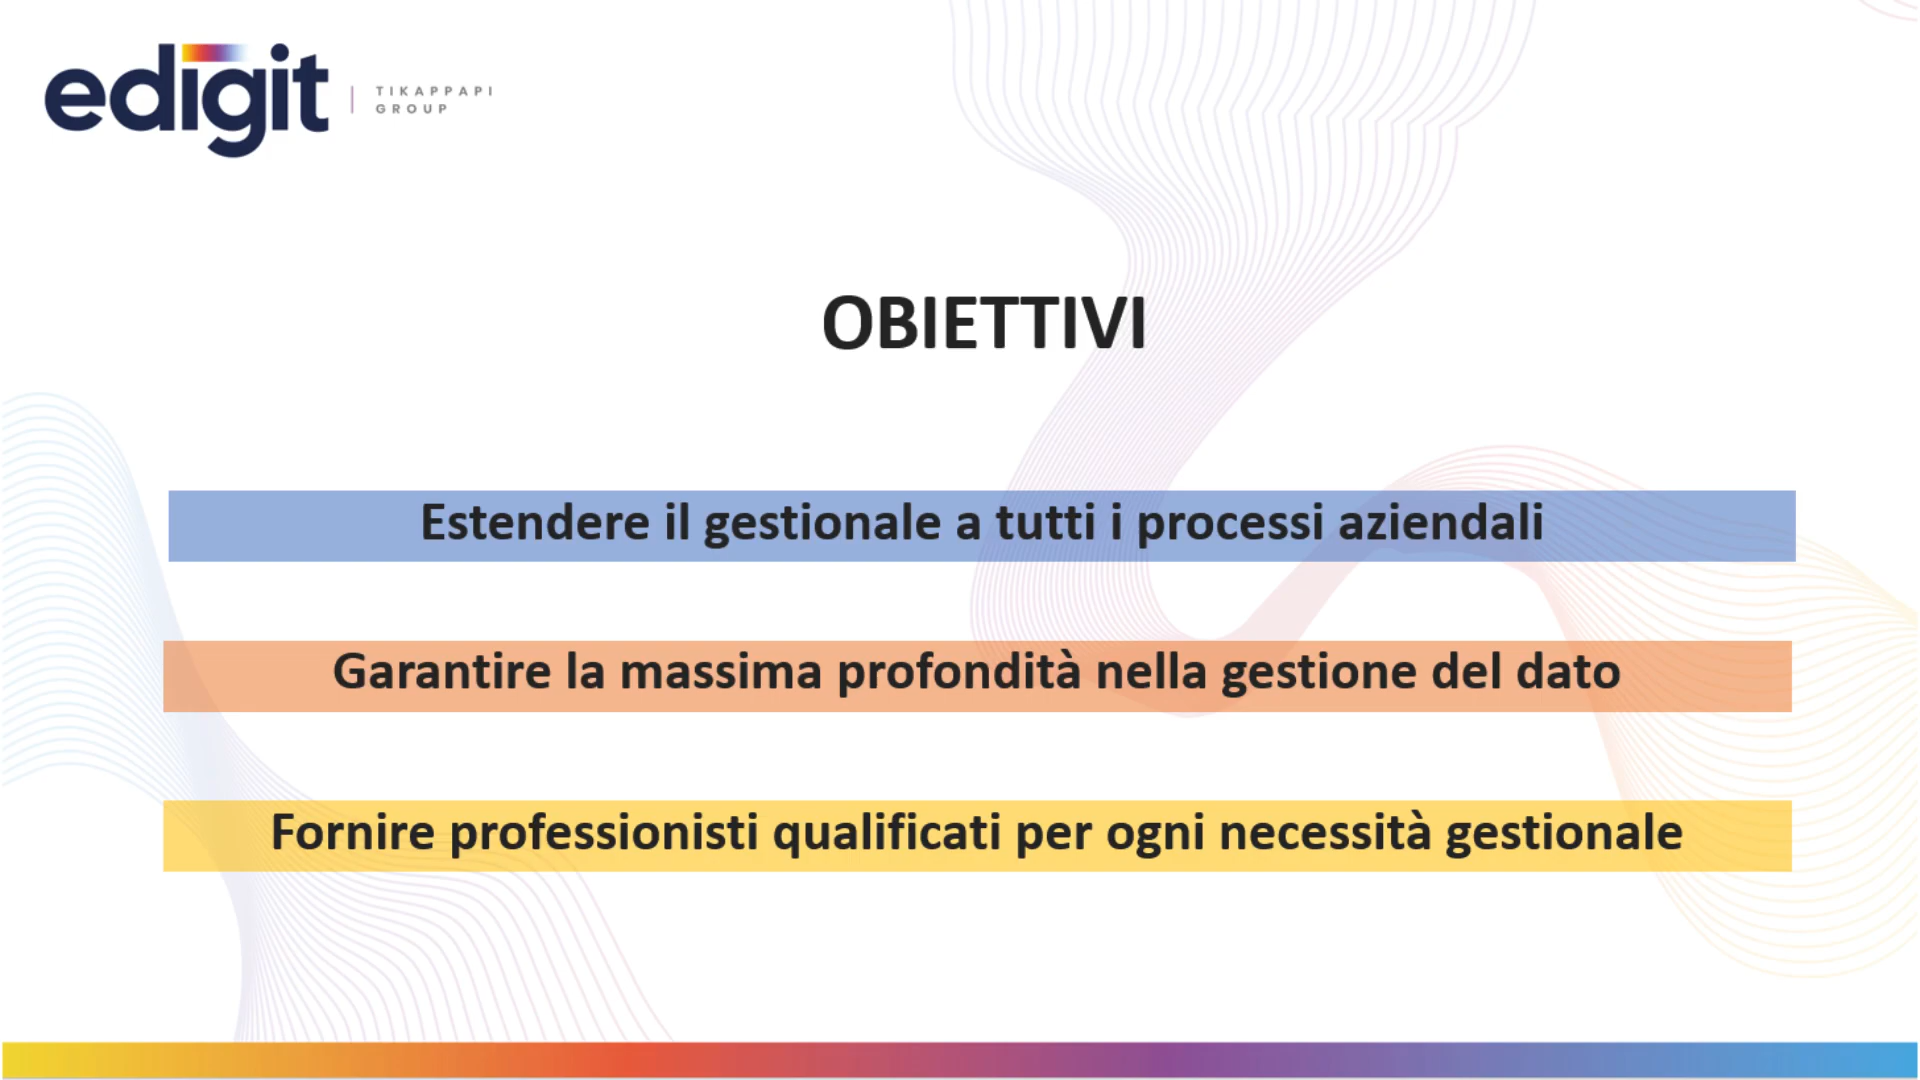 edigit
TIKAPPAPI
GROUP
OBIETTIVI
Estendere il gestionale a tutti i processi aziendali
Garantire la massima profondità nella gestione del dato
Fornire professionisti qualificati per ogni necessità gestionale